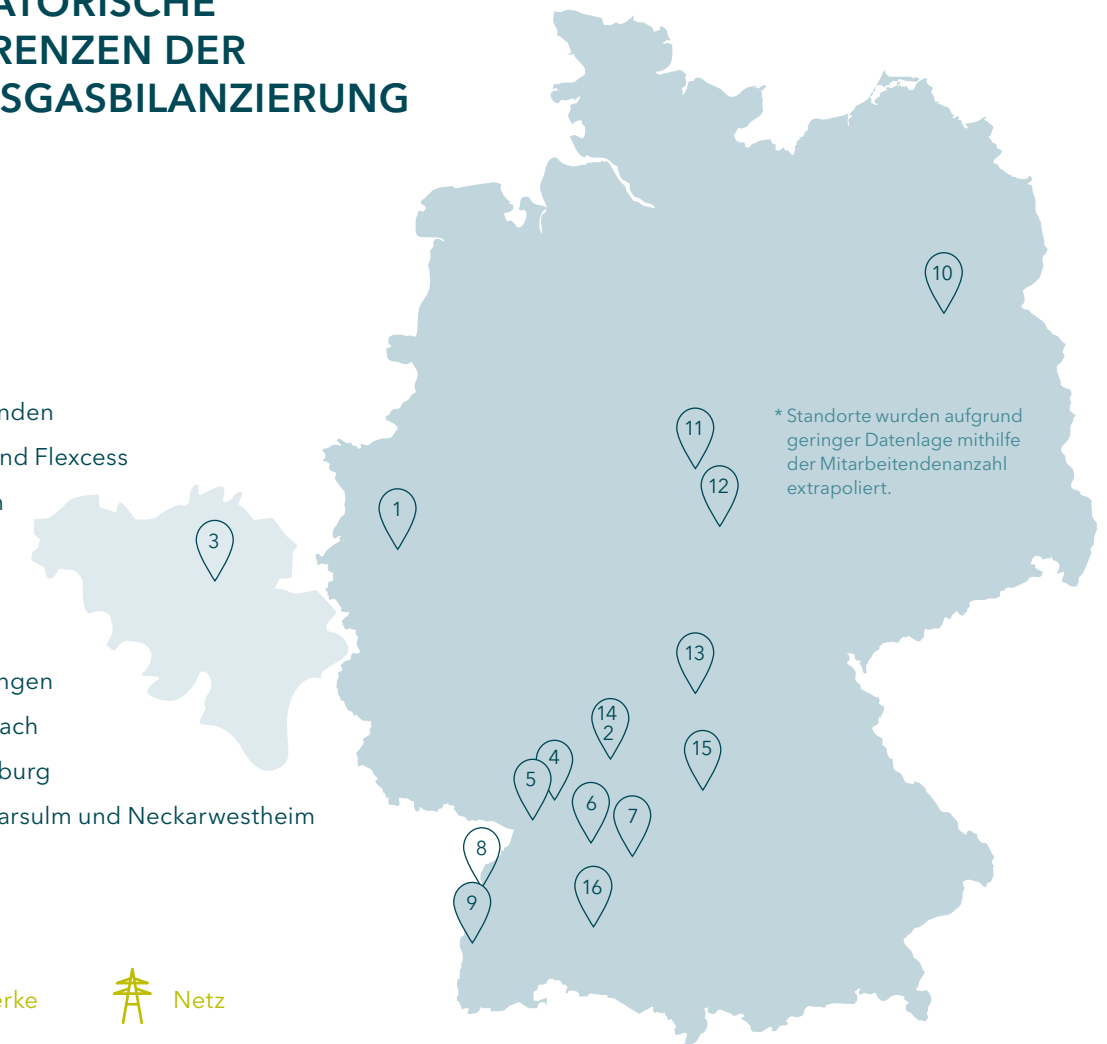 ATORISCHE
RENZEN DER
SGASBILANZIERUNG
10
nden
nd Flexcess
n
* Standorte wurden aufgrund
geringer Datenlage mithilfe
der Mitarbeitendenanzahl
extrapoliert.
11
12
1
3
13
ngen
ach
burg
arsulm und Neckarwestheim
14
2
15
4
5
6
7
8
16
9
erke
Netz